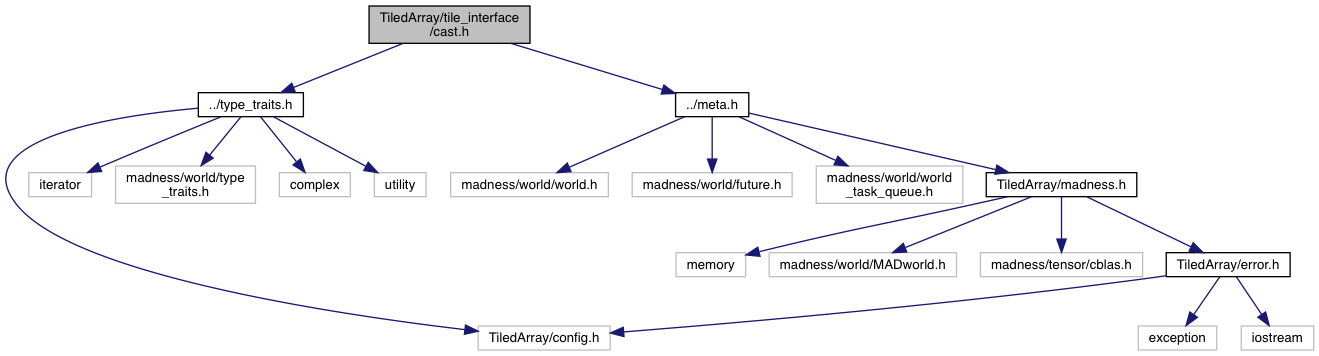 TiledArray/tile_interface
/cast.h
../type_traits.h
../meta.h
iterator
madness/world/type
_traits.h
complex
utility
madness/world/world.h
madness/world/future.h
madness/world/world
_task_queue.h
TiledArray/madness.h
memory
madness/world/MADworld.h
madness/tensor/cblas.h
TiledArray/error.h
TiledArray/config.h
exception
iostream